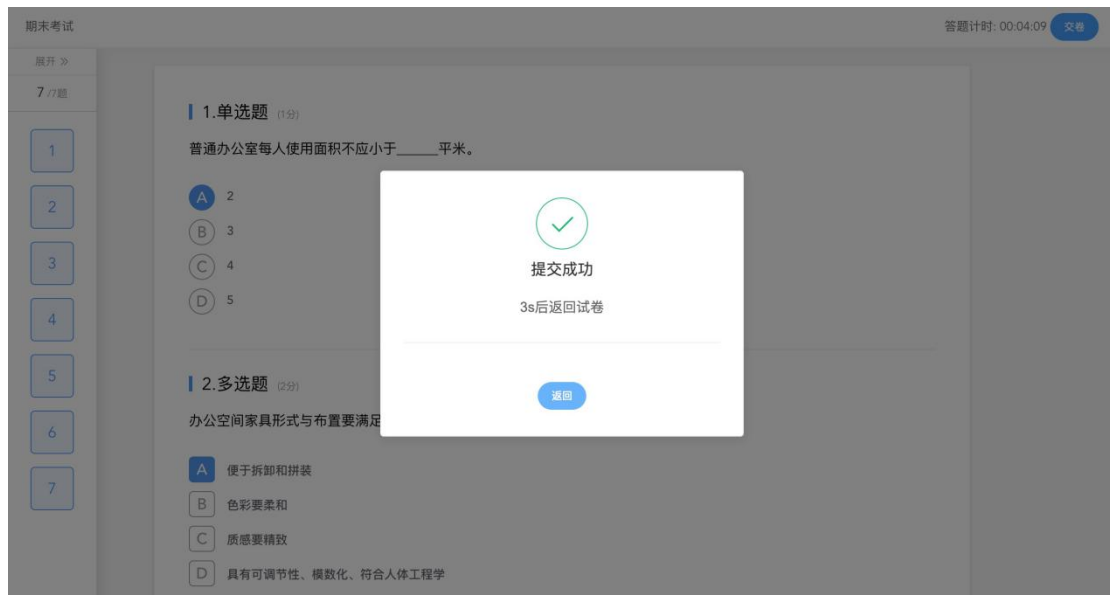 期末考试
答题计时: 00:04:09 交卷
展开 »
7 /7题
1
2
3
4
5
6
7
1.单选题 (1分)
普通办公室每人使用面积不应小于_____平米。
A 2
B 3
C 4
D 5
2.多选题 (2分)
办公空间家具形式与布置要满足
A 便于拆卸和拼装
B 色彩要柔和
C 质感要精致
D 具有可调节性、模数化、符合人体工程学
提交成功
3s后返回试卷
返回